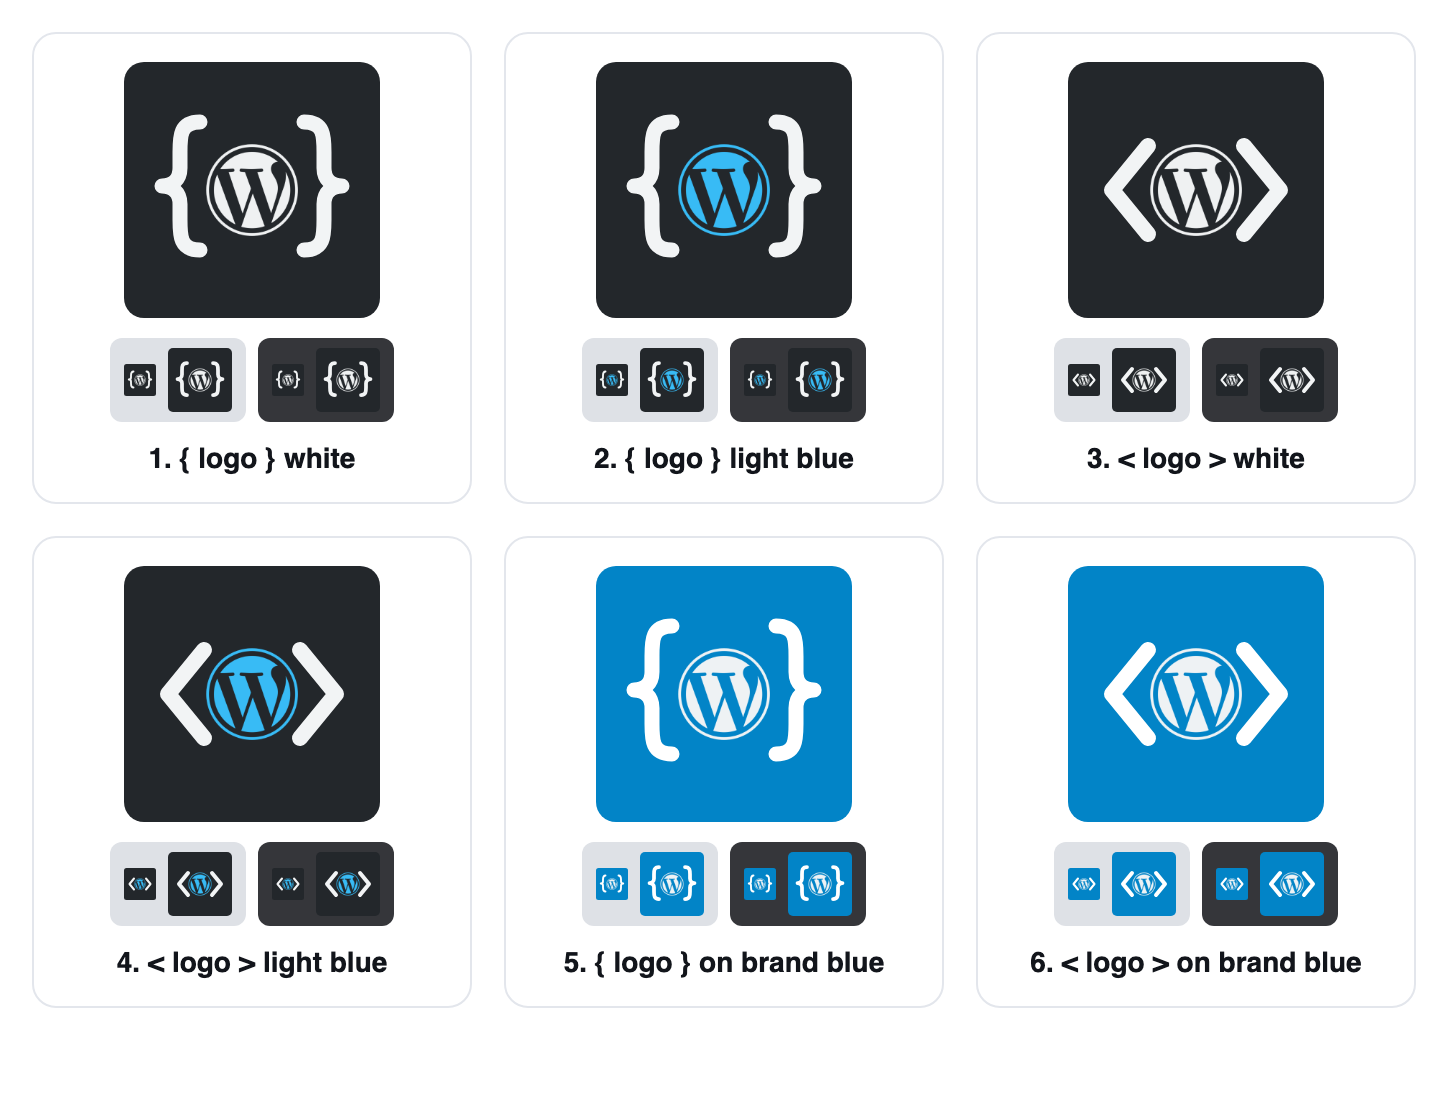 { W }
{ W }
< W >
{ W } { W } { W } { W }
{ W } { W } { W } { W }
< W > < W > < W > < W >
1. { logo } white
2. { logo } light blue
3. < logo > white
< W >
{ W }
< W >
< W > < W > < W > < W >
{ W } { W } { W } { W }
< W > < W > < W > < W >
4. < logo > light blue
5. { logo } on brand blue
6. < logo > on brand blue